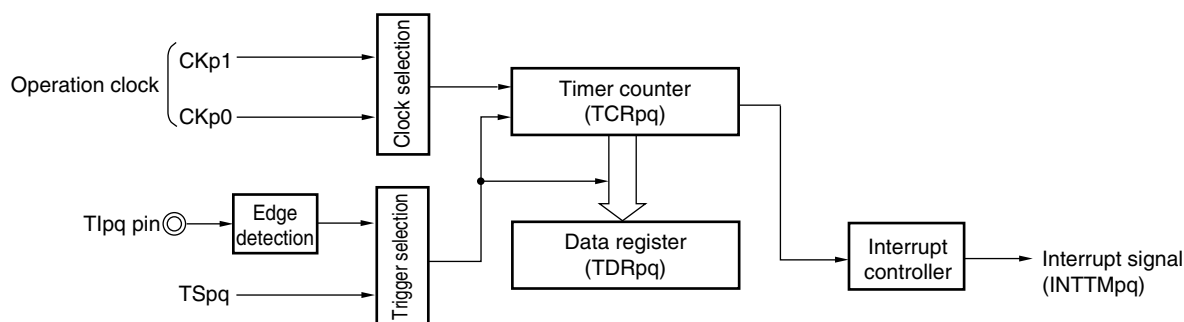 Operation clock
CKp1
CKp0
Clock selection
Timer counter
(TCRpq)
TIpq pin
Edge
detection
TSpq
Trigger selection
Data register
(TDRpq)
Interrupt
controller
Interrupt signal
(INTTMpq)